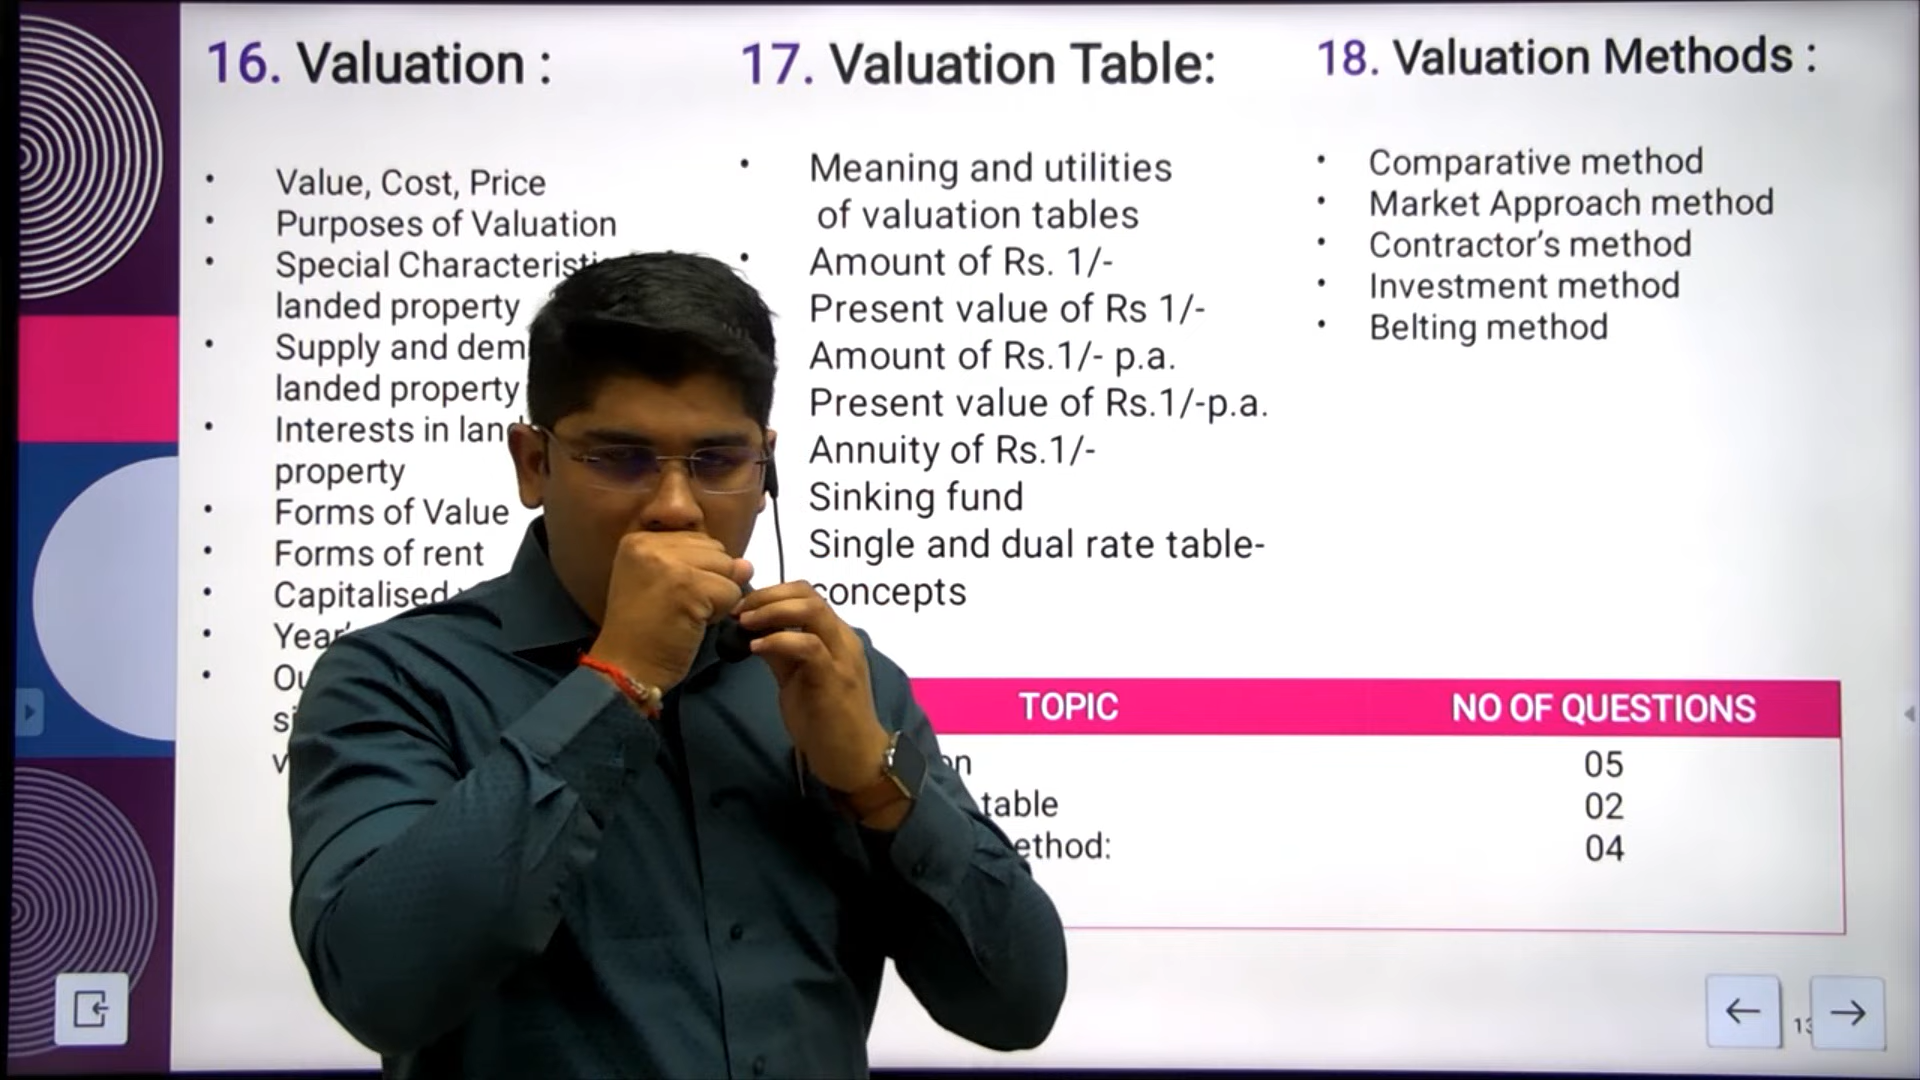 16. Valuation :
Value, Cost, Price
Purposes of Valuation
Special
landed property
Supply and
landed property
Interests in
property
Forms of Value
Forms of rent
Capitalised
17. Valuation Table:
Meaning and utilities
of valuation tables
Amount of Rs. 1/-
Present value of Rs 1/-
Amount of Rs.1/- p.a.
Present value of Rs.1/-p.a.
Annuity of Rs.1/-
Sinking fund
Single and dual rate table-
concepts
18. Valuation Methods :
Comparative method
Market Approach method
Contractor's method
Investment method
Belting method
TOPIC NO OF QUESTIONS
05
table 02
04